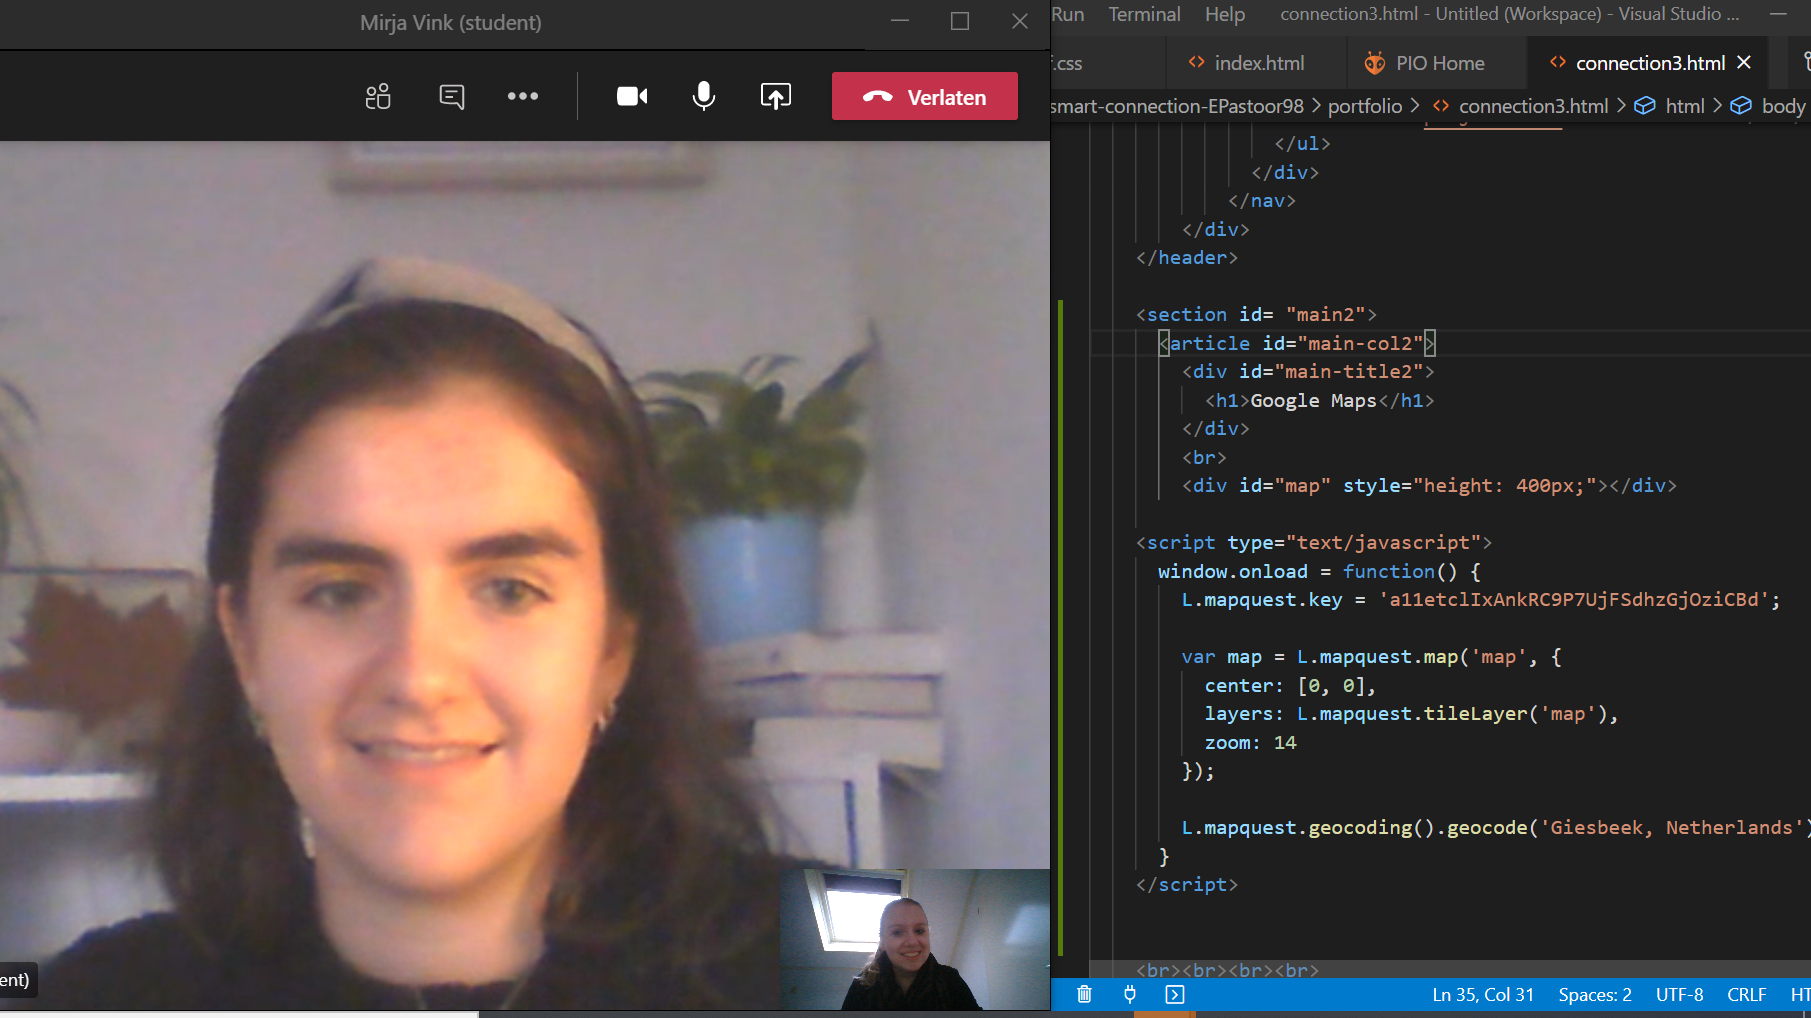 Mirja Vink (student)
Verlaten
ent)
Run Terminal Help connection3.html - Untitled (Workspace) - Visual Studio ...
.css index.html PIO Home connection3.html
smart-connection-EPastoor98 > portfolio > connection3.html > html > body
</ul>
</div>
</nav>
</div>
</header>
<section id= "main2">
<article id="main-col2">
<div id="main-title2">
<h1>Google Maps</h1>
</div>
<br>
<div id="map" style="height: 400px;"></div>
<script type="text/javascript">
window.onload = function() {
L.mapquest.key = 'a11etclIxAnkRC9P7UjFSdhzGjOziCBd';
var map = L.mapquest.map('map', {
center: [0, 0],
layers: L.mapquest.tileLayer('map'),
zoom: 14
});
L.mapquest.geocoding().geocode('Giesbeek, Netherlands')
}
</script>
<br><br><br><br>
Ln 35, Col 31 Spaces: 2 UTF-8 CRLF HT